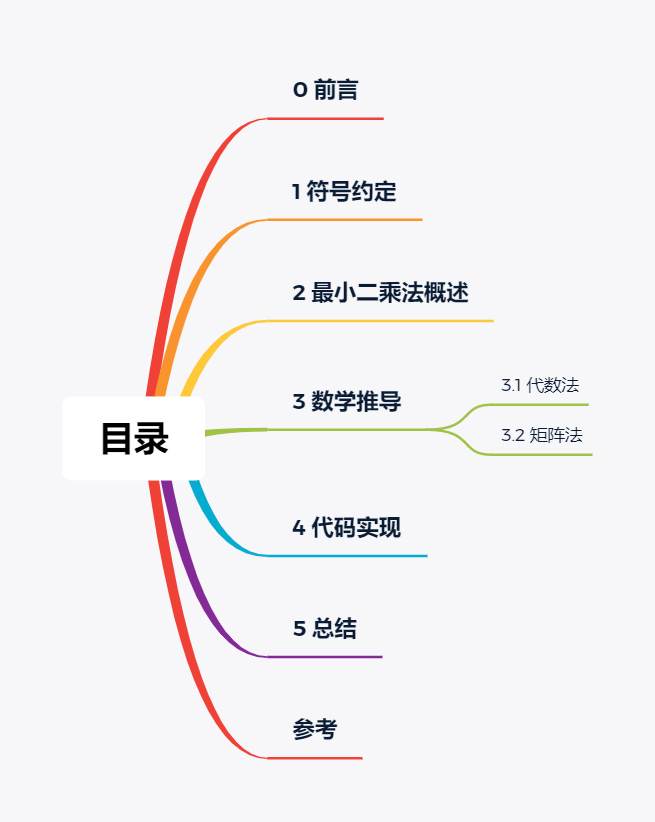 0 前言
1 符号约定
2 最小二乘法概述
3 数学推导
3.1 代数法
3.2 矩阵法
目录
4 代码实现
5 总结
参考